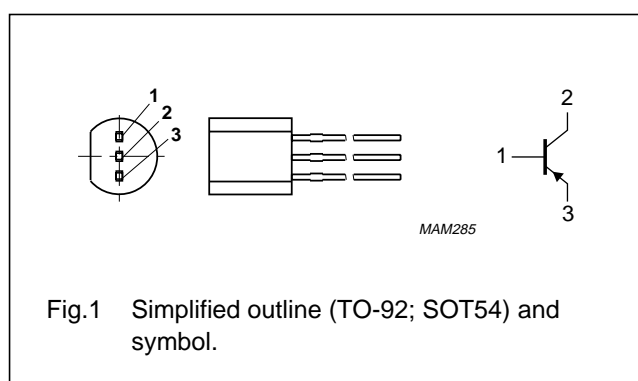 1
2
3
MAM285
1
2
3
Fig.1 Simplified outline (TO-92; SOT54) and
symbol.